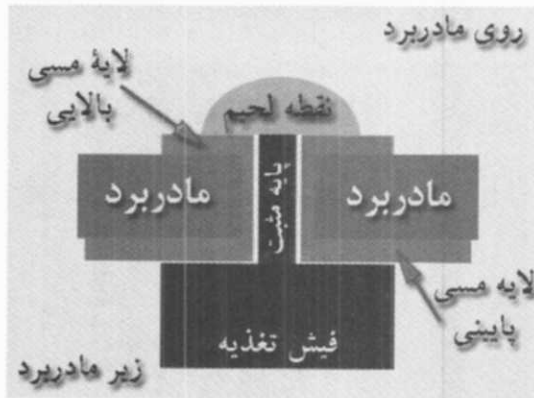 روی مادربرد
لایهٔ مسی
بالایی
نقطه لحیم
مادربرد
پایه مثبت
مادربرد
لایه مسی
پایینی
فیش تغذیه
زیر مادربرد